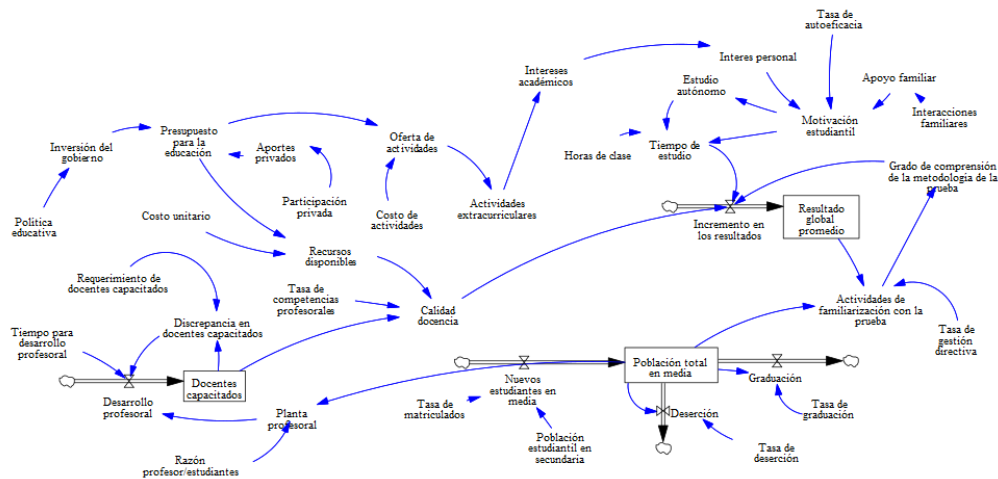 Tasa de
autoeficacia
Interes personal
Intereses
académicos
Estudio
autónomo
Apoyo familiar
Interacciones
familiares
Motivación
estudiantil
Presupuesto
para la
educación
Oferta de
actividades
Inversión del
gobierno
Aportes
privados
Horas de clase
Tiempo de
estudio
Grado de comprensión
de la metodología de la
prueba
Participación
privada
Costo de
actividades
Actividades
extracurriculares
Política
educativa
Costo unitario
Incremento en
los resultados
Resultado
global
promedio
Recursos
disponibles
Requerimiento de
docentes capacitados
Tasa de
competencias
profesorales
Calidad
docencia
Actividades de
familiarización con la
prueba
Tasa de
gestión
directiva
Tiempo para
desarrollo
profesoral
Discrepancia en
docentes capacitados
Docentes
capacitados
Desarrollo
profesoral
Población total
en media
Nuevos
estudiantes en
media
Graduación
Tasa de
matriculados
Planta
profesoral
Deserción
Tasa de
graduación
Población
estudiantil en
secundaria
Tasa de
deserción
Razón
profesor/estudiantes